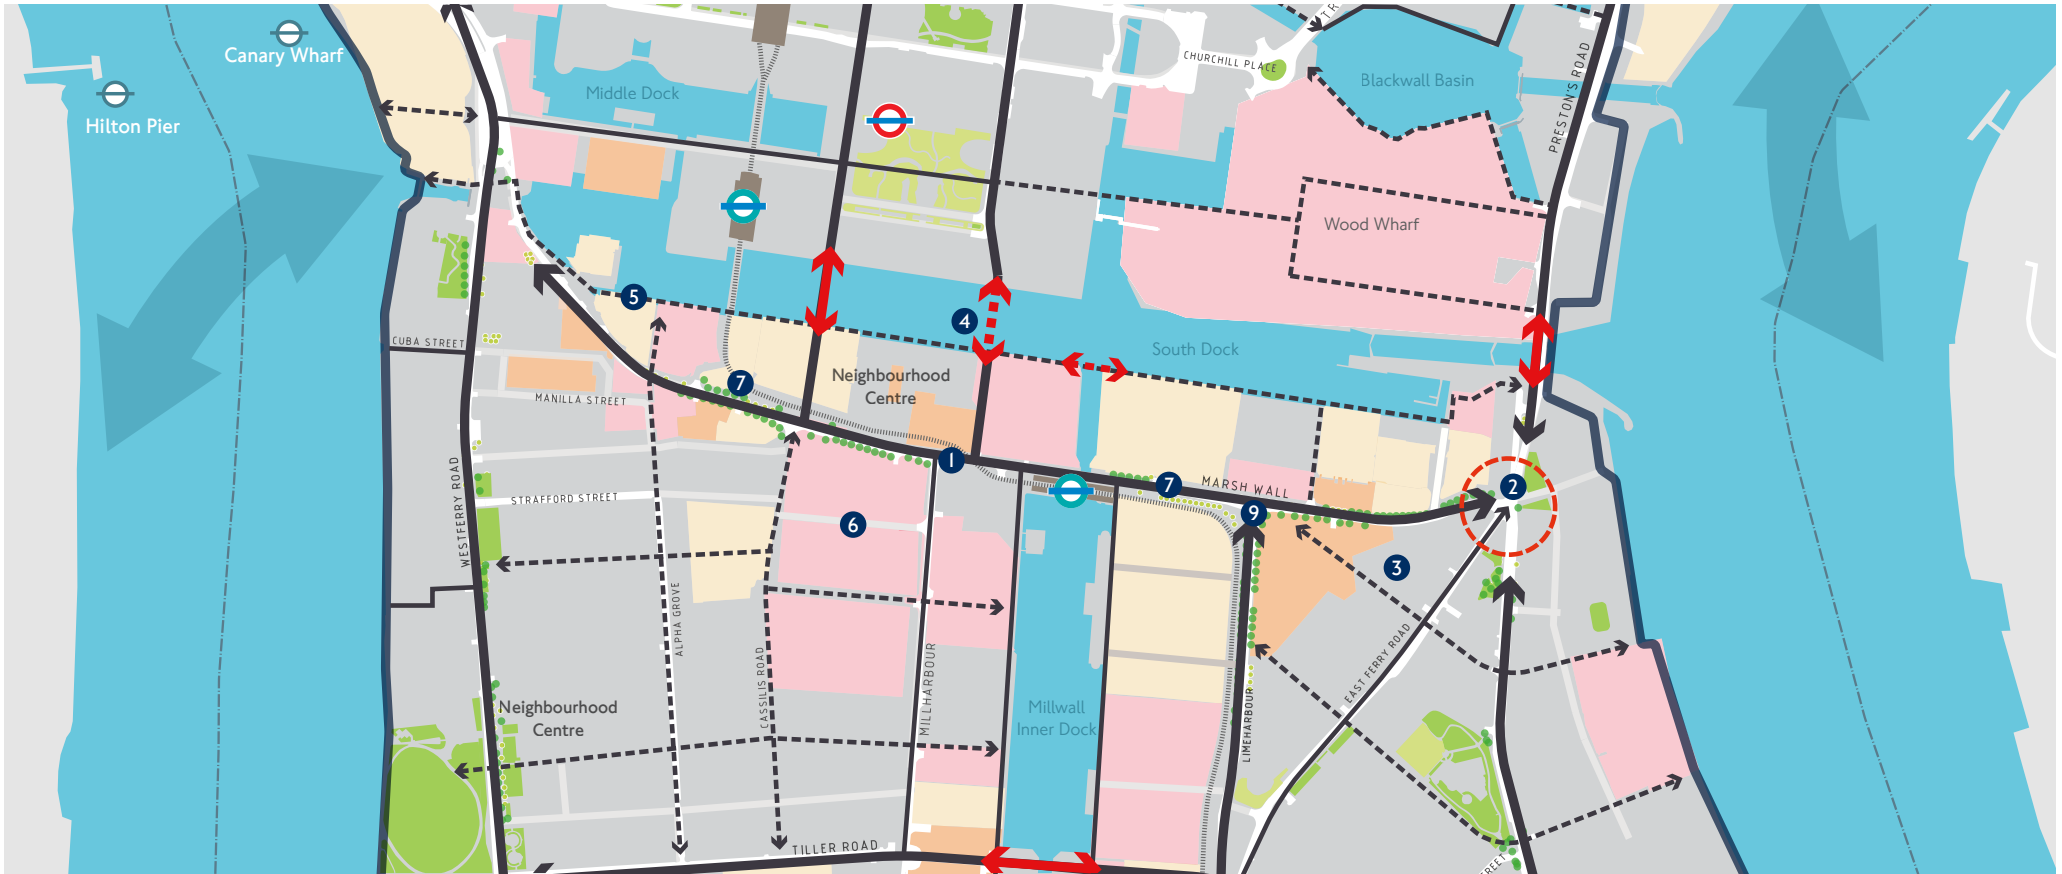 Canary Wharf
Hilton Pier
Middle Dock
CHURCHILL PLACE
TR
Blackwall Basin
PRESTON'S ROAD
Wood Wharf
5
4
South Dock
CUBA STREET
Neighbourhood
Centre
7
MANILLA STREET
1
7
MARSH WALL
2
9
STRAFFORD STREET
WESTFERRY ROAD
6
3
ALPHA GROVE
CASSILIS ROAD
MILLHARBOUR
LIMEHARBOUR
EAST FERRY ROAD
Neighbourhood
Centre
Millwall
Inner Dock
TILLER ROAD
REET